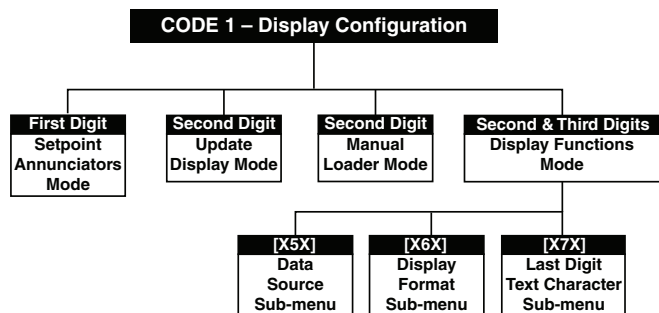 CODE 1 – Display Configuration
First Digit
Setpoint
Annunciators
Mode
Second Digit
Update
Display Mode
Second Digit
Manual
Loader Mode
Second & Third Digits
Display Functions
Mode
[X5X]
Data
Source
Sub-menu
[X6X]
Display
Format
Sub-menu
[X7X]
Last Digit
Text Character
Sub-menu